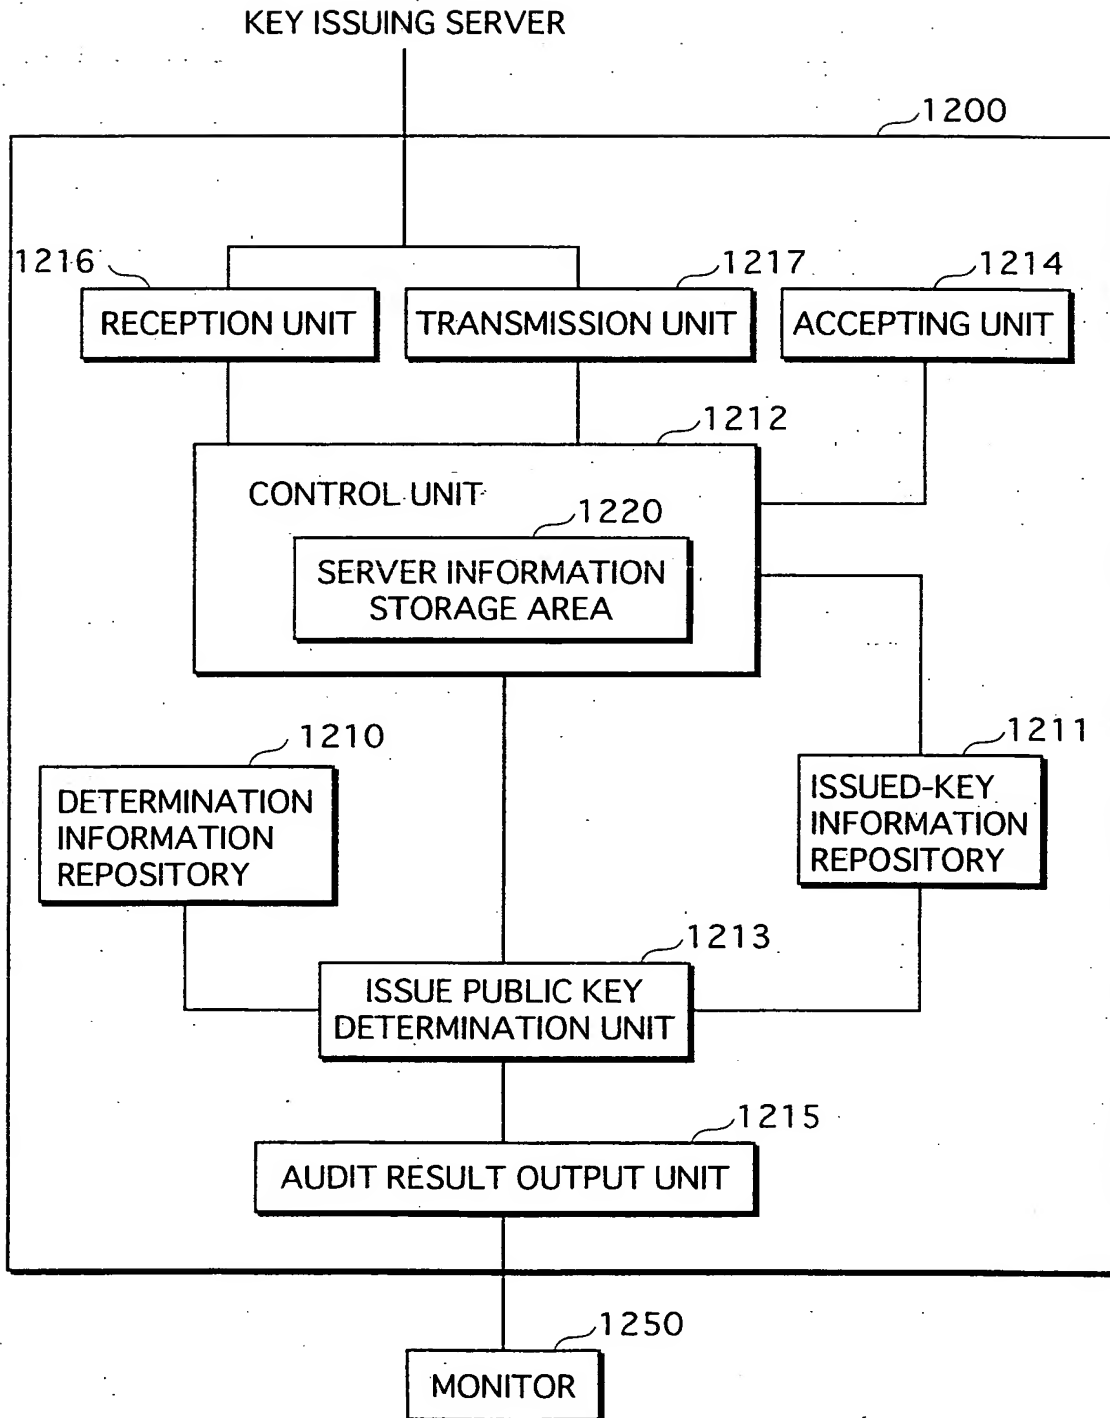 KEY ISSUING SERVER
1200
1216
1217
1214
RECEPTION UNIT
TRANSMISSION UNIT
ACCEPTING UNIT
1212
CONTROL UNIT
1220
SERVER INFORMATION
STORAGE AREA
1210
1211
DETERMINATION
INFORMATION
REPOSITORY
ISSUED-KEY
INFORMATION
REPOSITORY
1213
ISSUE PUBLIC KEY
DETERMINATION UNIT
1215
AUDIT RESULT OUTPUT UNIT
1250
MONITOR